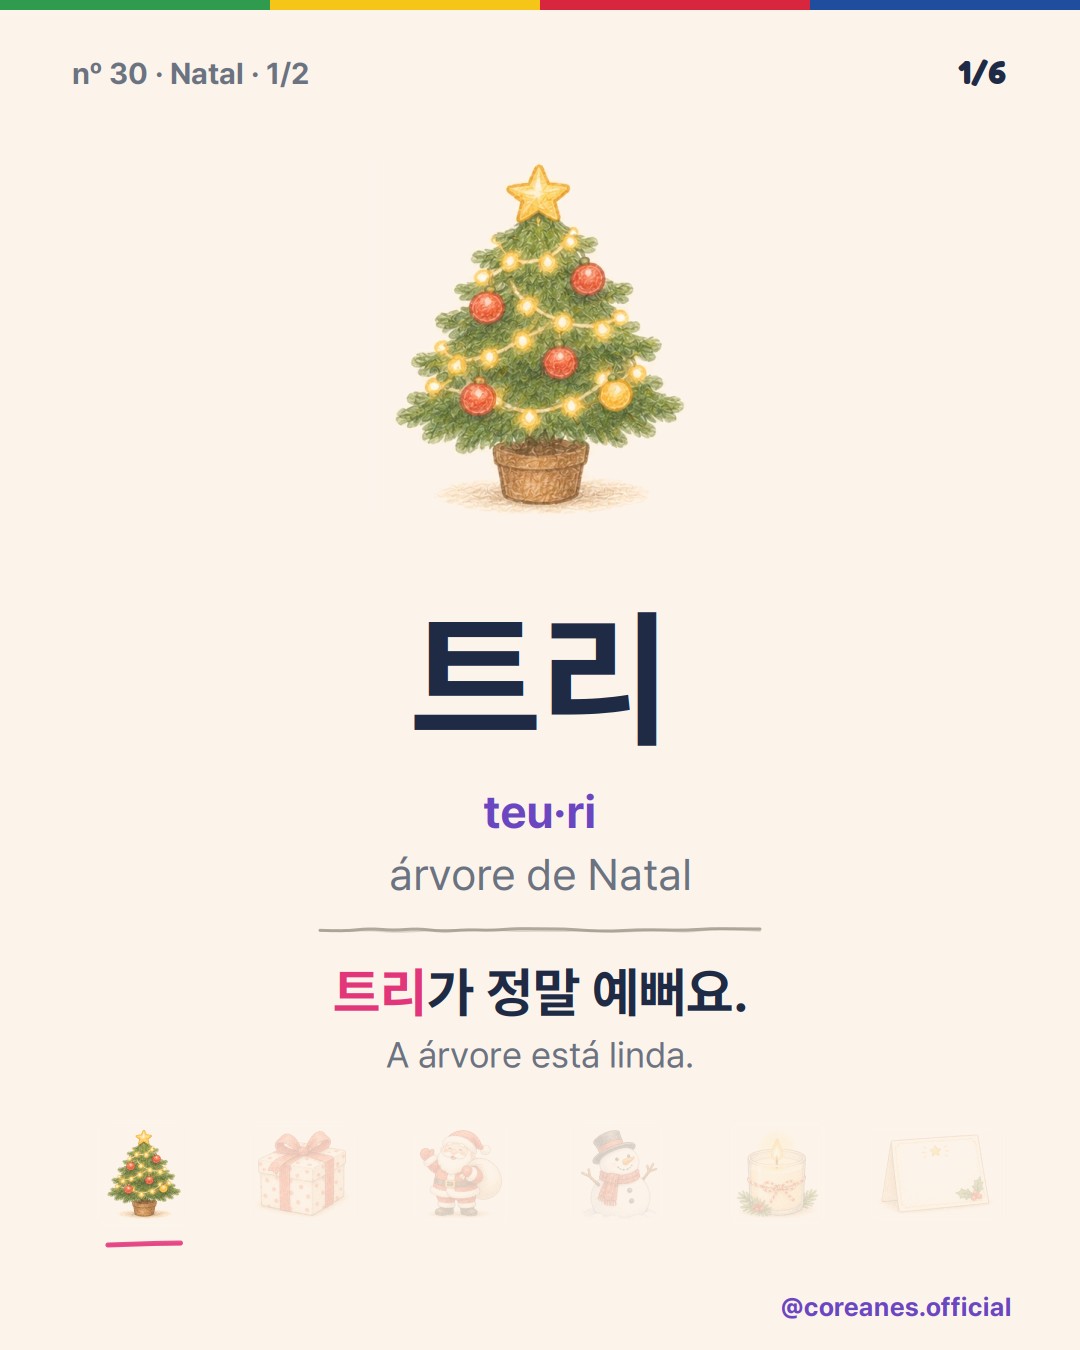 nº 30 · Natal · 1/2
1/6
트리
teu·ri
árvore de Natal
트리가 정말 예뻐요.
A árvore está linda.
@coreanes.official